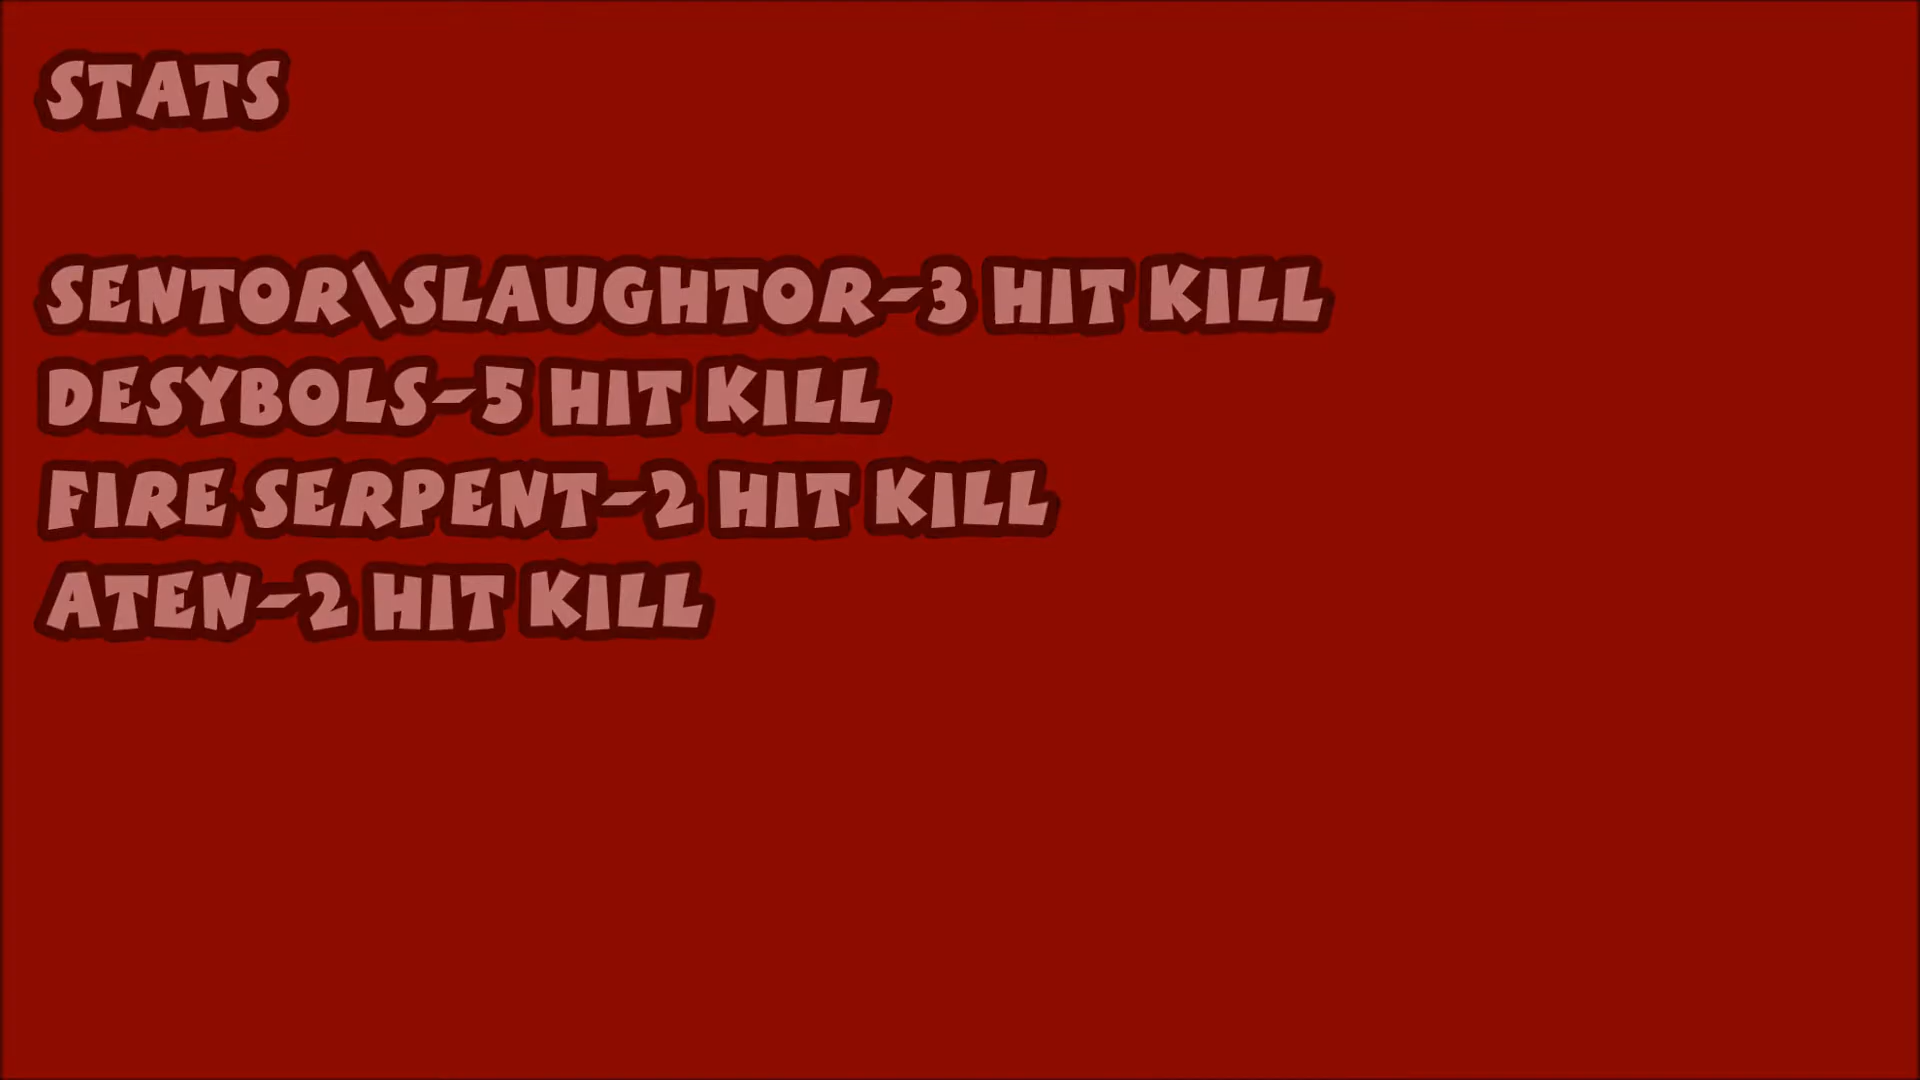 STATS
SENTOR\SLAUGHTOR-3 HIT KILL
DESYBOLS-5 HIT KILL
FIRE SERPENT-2 HIT KILL
ATEN-2 HIT KILL